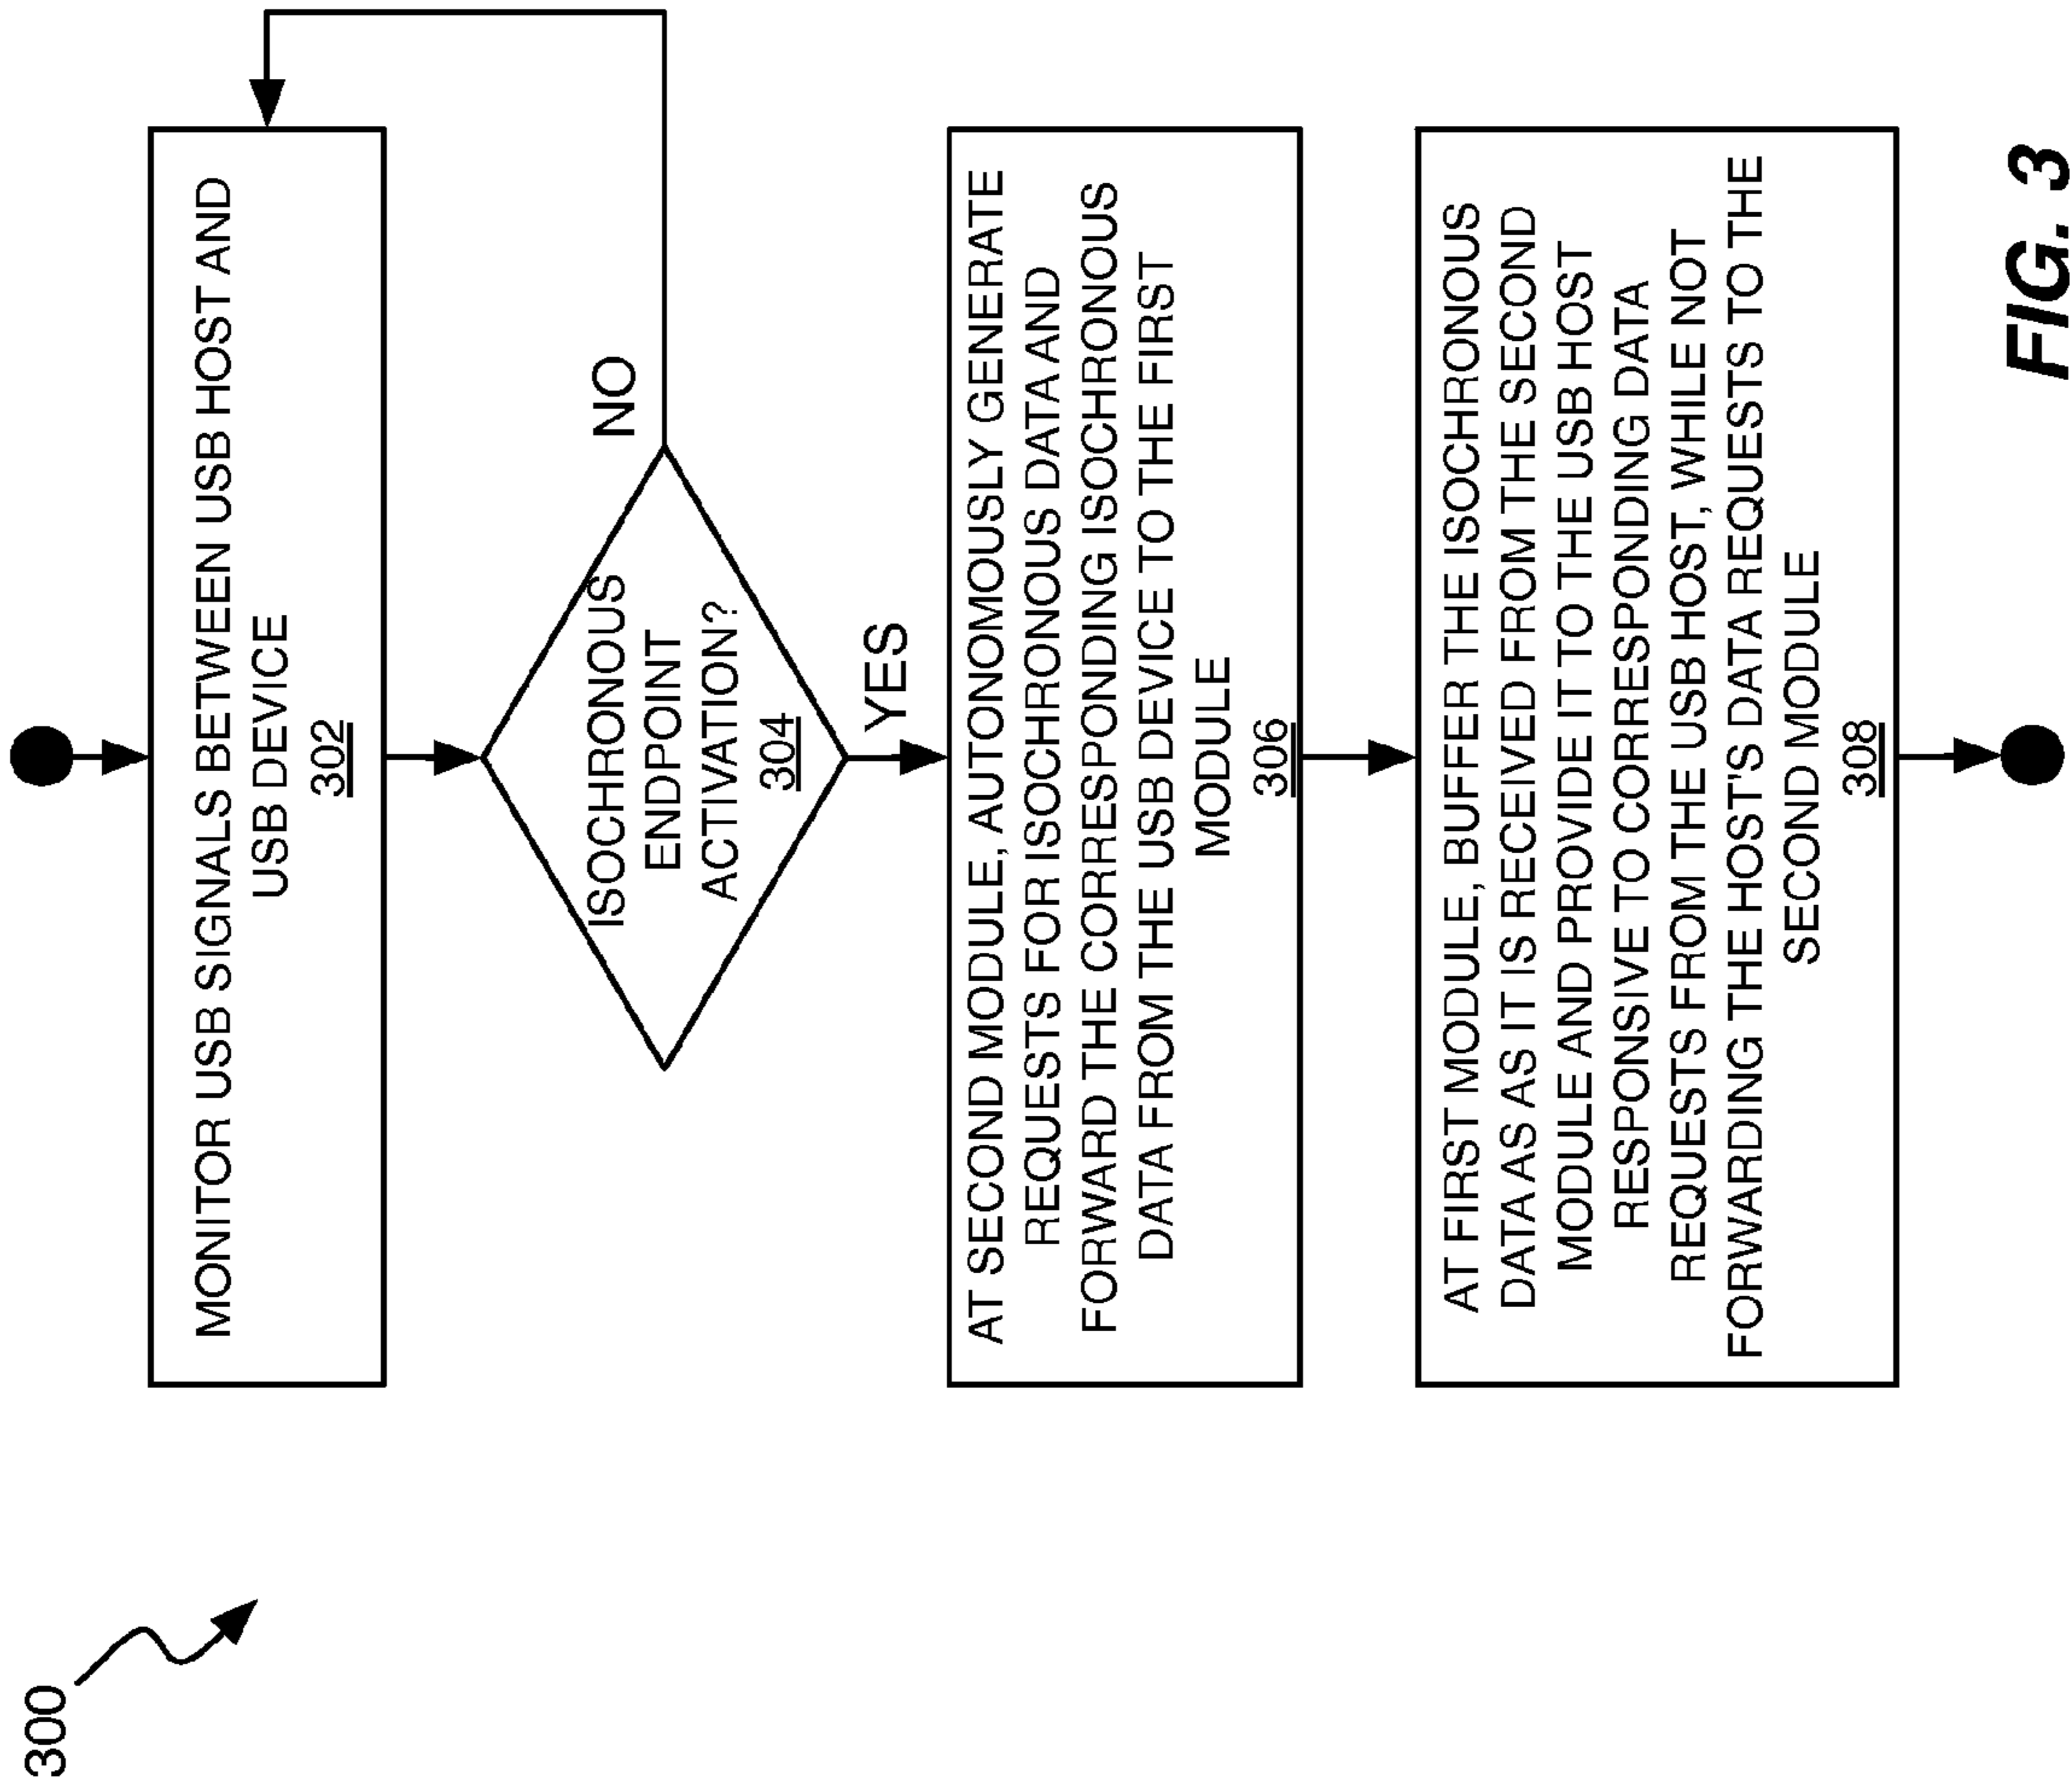 300
MONITOR USB SIGNALS BETWEEN USB HOST AND
USB DEVICE
302
ISOCHRONOUS
ENDPOINT
ACTIVATION?
304
NO
YES
AT SECOND MODULE, AUTONOMOUSLY GENERATE
REQUESTS FOR ISOCHRONOUS DATA AND
FORWARD THE CORRESPONDING ISOCHRONOUS
DATA FROM THE USB DEVICE TO THE FIRST
MODULE
306
AT FIRST MODULE, BUFFER THE ISOCHRONOUS
DATA AS IT IS RECEIVED FROM THE SECOND
MODULE AND PROVIDE IT TO THE USB HOST
RESPONSIVE TO CORRESPONDING DATA
REQUESTS FROM THE USB HOST, WHILE NOT
FORWARDING THE HOST'S DATA REQUESTS TO THE
SECOND MODULE
308
FIG. 3